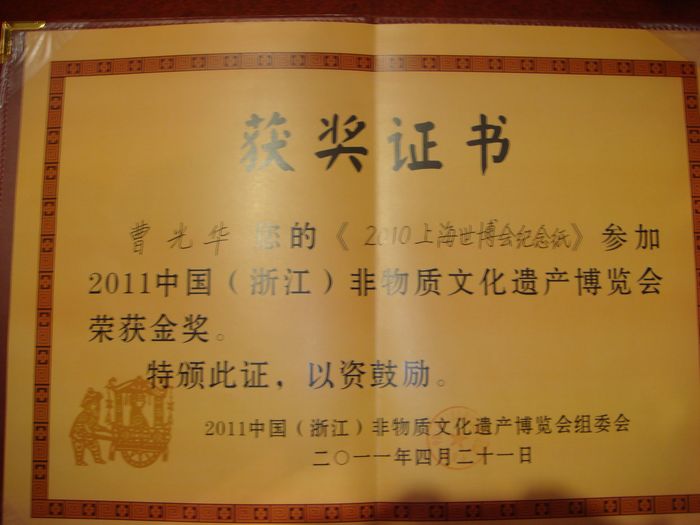 获奖证书
曹光华 您的《2010上海世博会纪念纸》参加
2011中国（浙江）非物质文化遗产博览会
荣获金奖。
特颁此证，以资鼓励。
2011中国（浙江）非物质文化遗产博览会组委会
二〇一一年四月二十一日